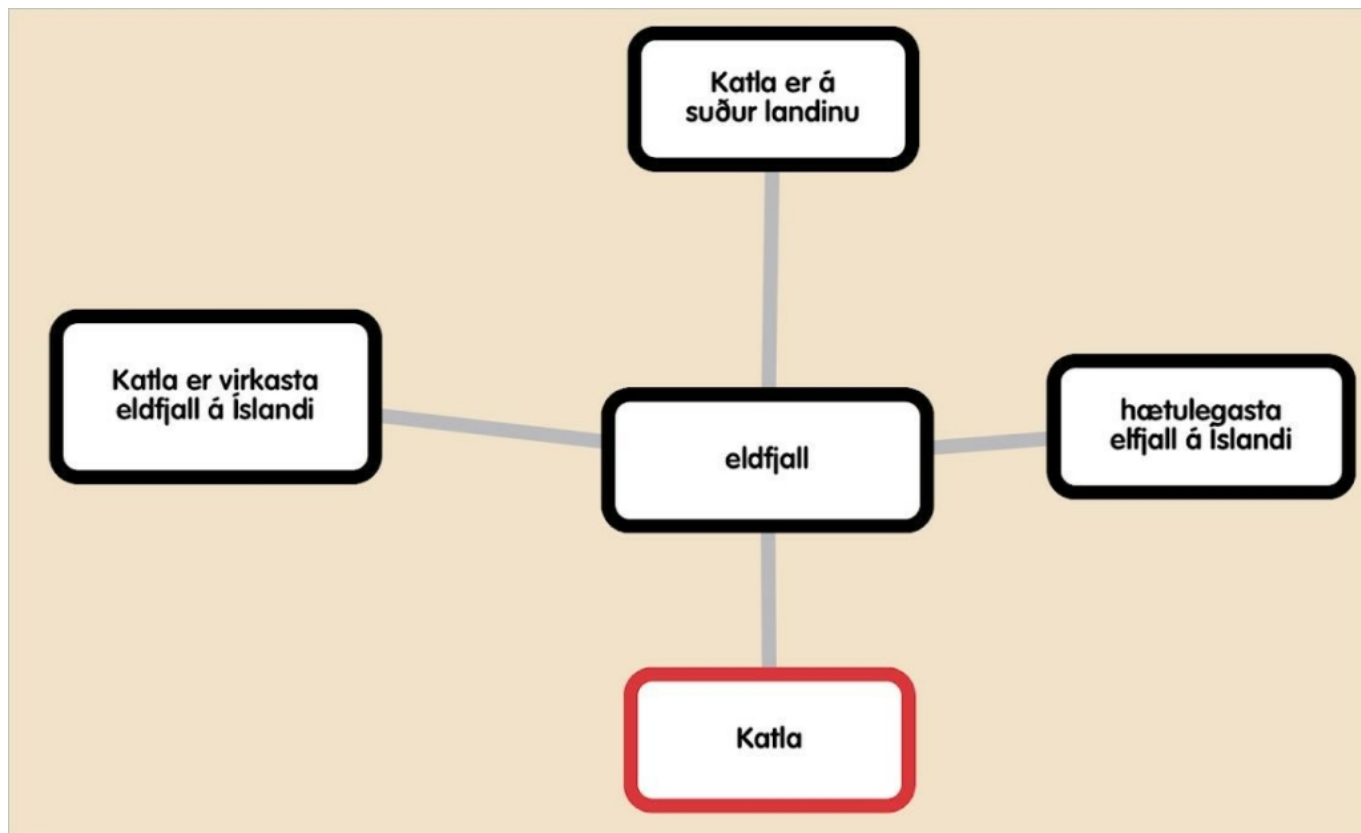 Katla er á
suður landinu
Katla er virkasta
eldfjall á Íslandi
eldfjall
hætulegasta
elfjall á Íslandi
Katla